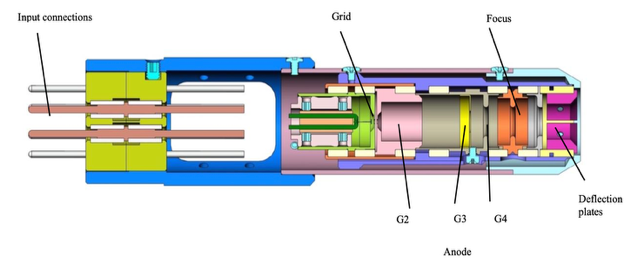 Input connections
Grid
Focus
G2
G3
G4
Deflection
plates
Anode